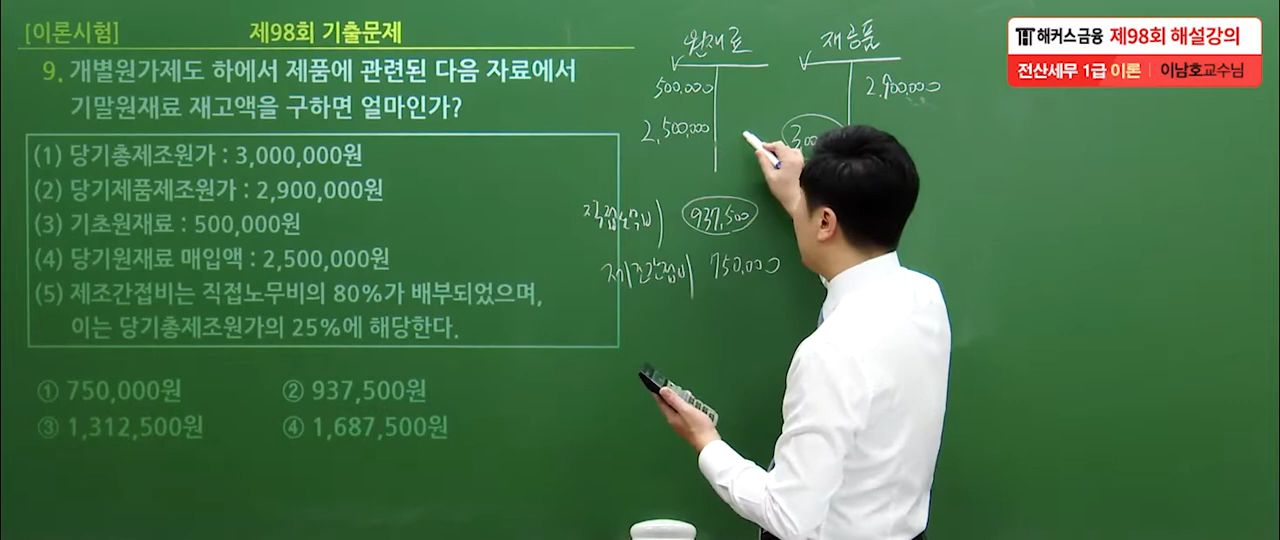 [이론시험] 제98회 기출문제
9. 개별원가제도 하에서 제품에 관련된 다음 자료에서
기말원재료 재고액을 구하면 얼마인가?
(1) 당기총제조원가 : 3,000,000원
(2) 당기제품제조원가 : 2,900,000원
(3) 기초원재료 : 500,000원
(4) 당기원재료 매입액 : 2,500,000원
(5) 제조간접비는 직접노무비의 80%가 배부되었으며,
이는 당기총제조원가의 25%에 해당한다.
① 750,000원 ② 937,500원
③ 1,312,500원 ④ 1,687,500원
원재료 재공품
500,000 2,900,000
2,500,000
직접노무비 937,500
제조간접비 750,000
해커스금융 제98회 해설강의
전산세무 1급 이론 이남호교수님